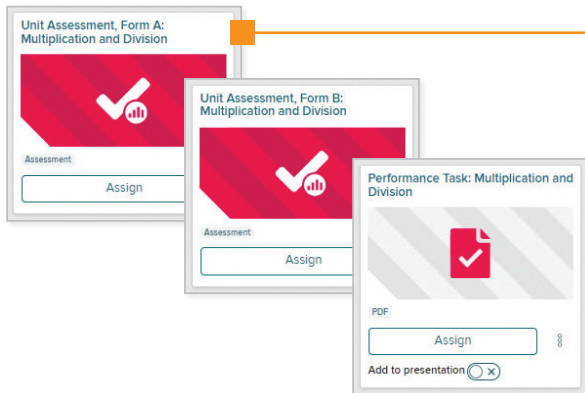 Unit Assessment, Form A:
Multiplication and Division
Assessment
Assign
Unit Assessment, Form B:
Multiplication and Division
Assessment
Assign
Performance Task: Multiplication and
Division
PDF
Assign
Add to presentation